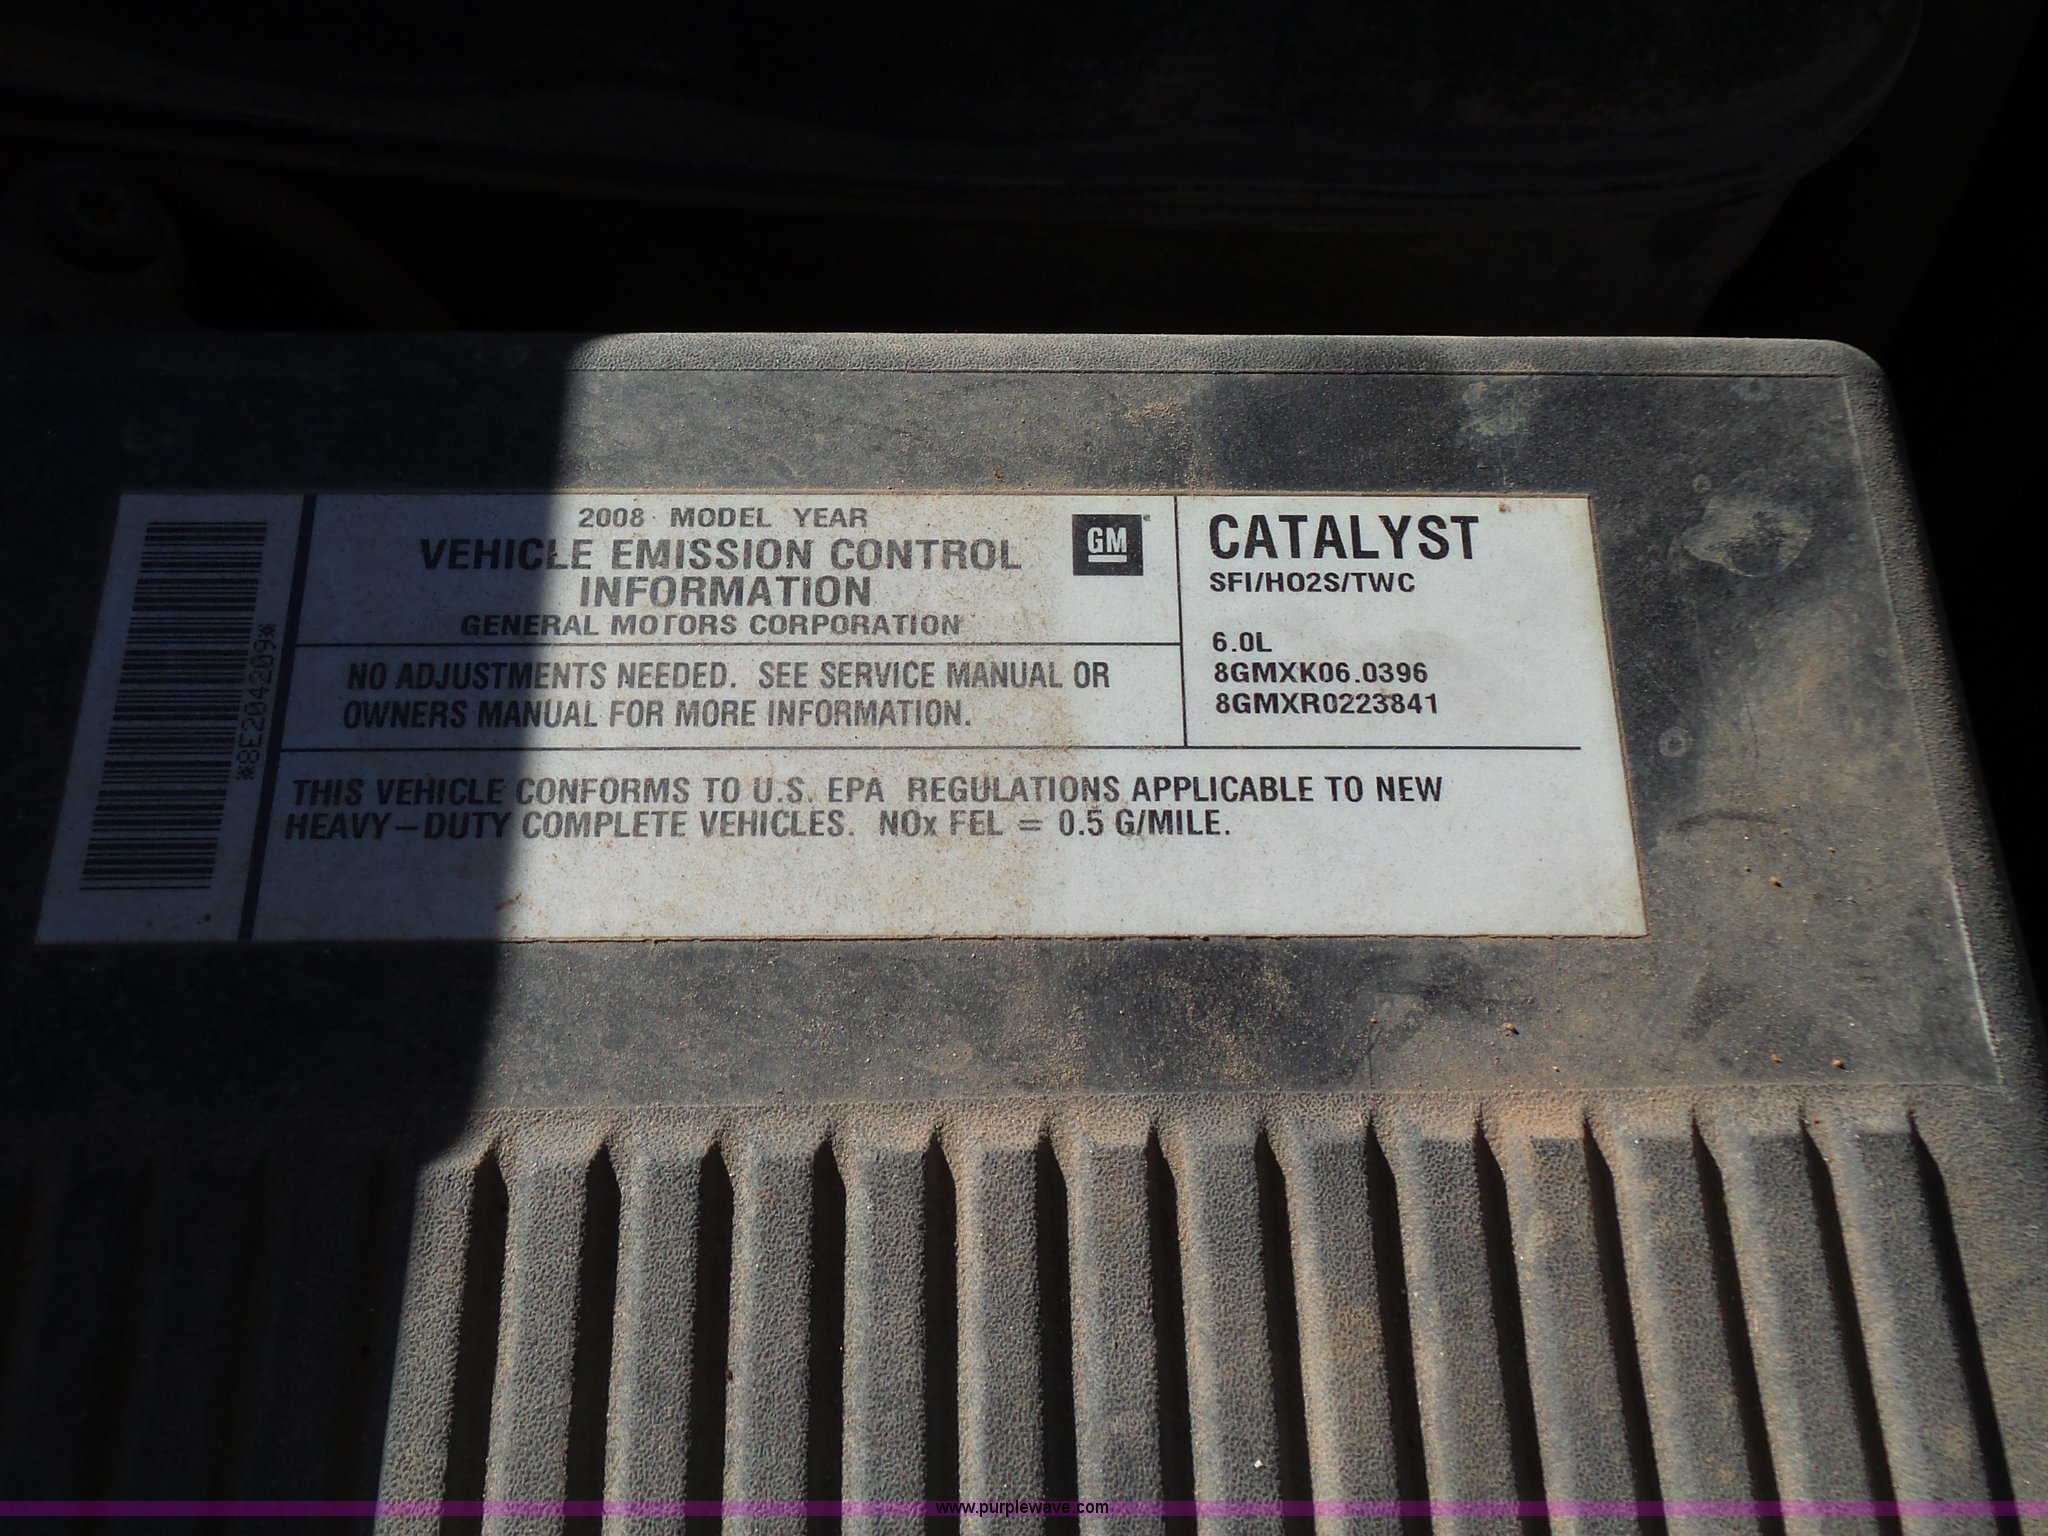 *8E204209*
2008 MODEL YEAR
VEHICLE EMISSION CONTROL
INFORMATION
GENERAL MOTORS CORPORATION
GM
NO ADJUSTMENTS NEEDED. SEE SERVICE MANUAL OR
OWNERS MANUAL FOR MORE INFORMATION.
CATALYST
SFI/HO2S/TWC
6.0L
8GMXK06.0396
8GMXR0223841
THIS VEHICLE CONFORMS TO U.S. EPA REGULATIONS APPLICABLE TO NEW
HEAVY-DUTY COMPLETE VEHICLES. NOx FEL = 0.5 G/MILE.
www.purplewave.com